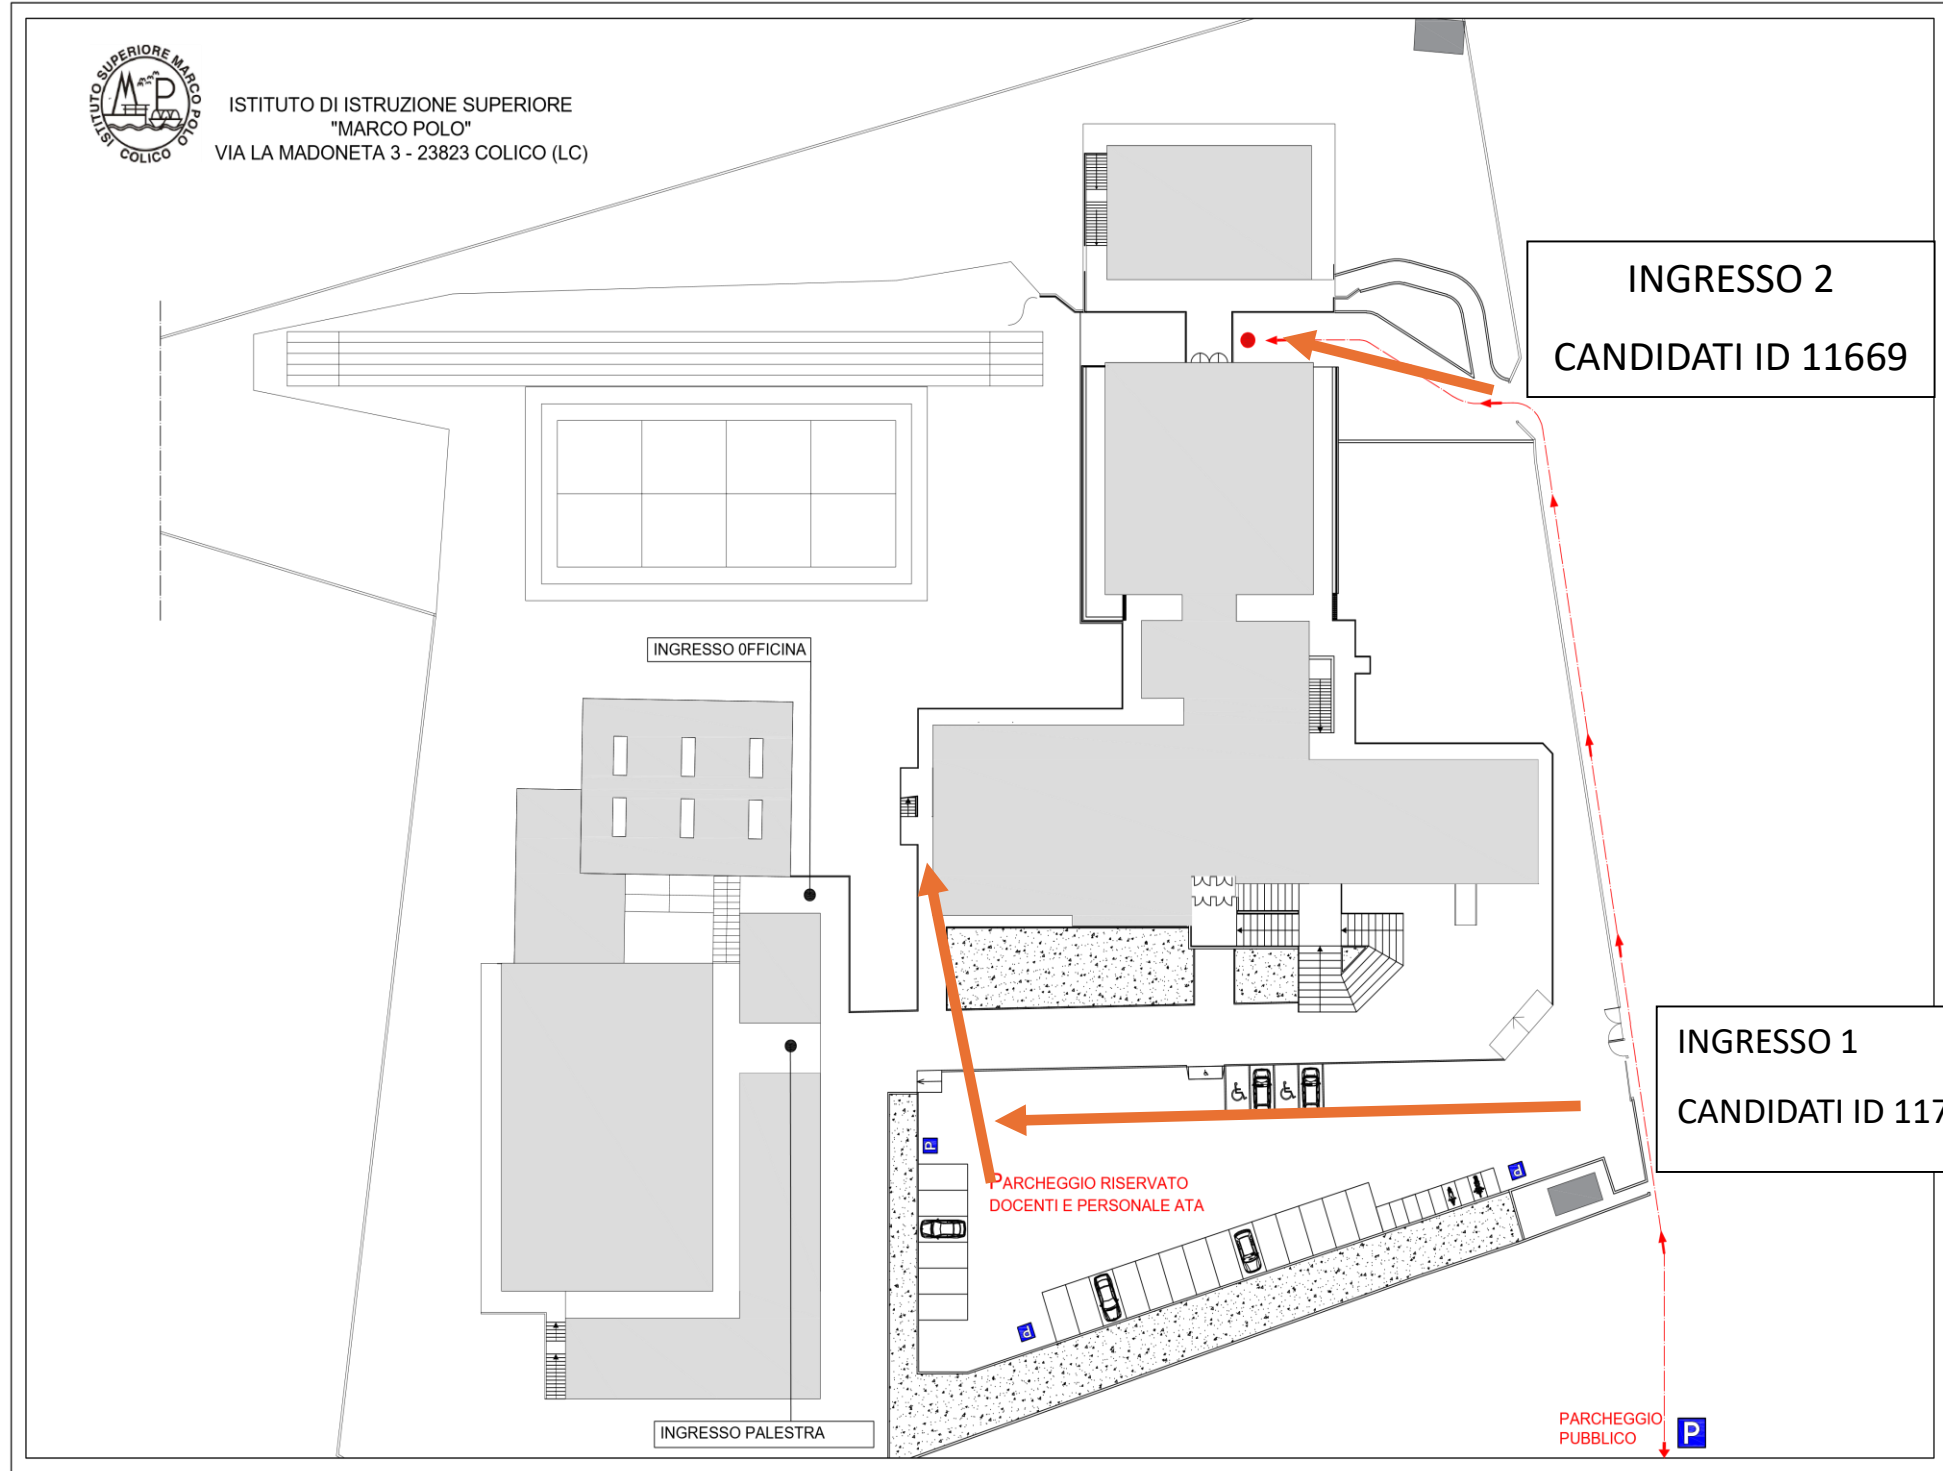 ISTITUTO SUPERIORE MARCO POLO
COLICO
MP
ISTITUTO DI ISTRUZIONE SUPERIORE
"MARCO POLO"
VIA LA MADONETA 3 - 23823 COLICO (LC)
INGRESSO 2
CANDIDATI ID 11669
INGRESSO 0FFICINA
INGRESSO 1
CANDIDATI ID 117
P
PARCHEGGIO RISERVATO
DOCENTI E PERSONALE ATA
P
P
INGRESSO PALESTRA
PARCHEGGIO
PUBBLICO
P